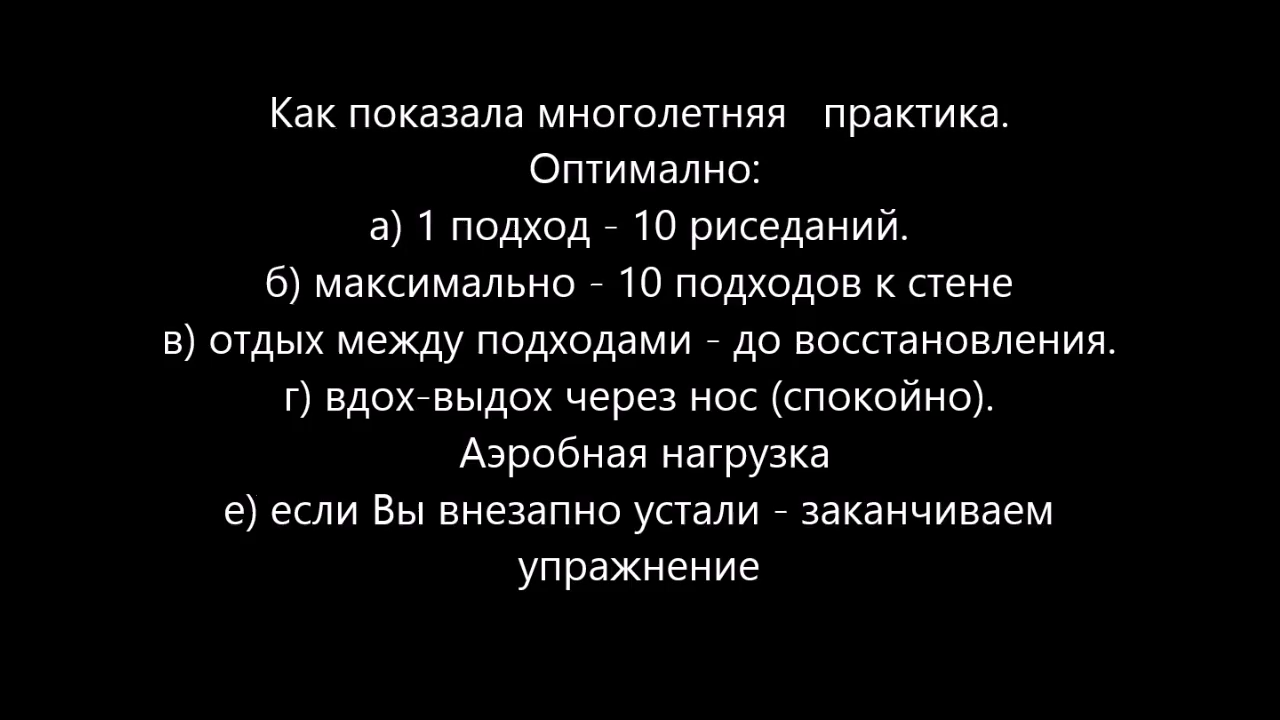 Как показала многолетняя практика.
Оптимално:
а) 1 подход - 10 риседаний.
б) максимально - 10 подходов к стене
в) отдых между подходами - до восстановления.
г) вдох-выдох через нос (спокойно).
Аэробная нагрузка
е) если Вы внезапно устали - заканчиваем
упражнение